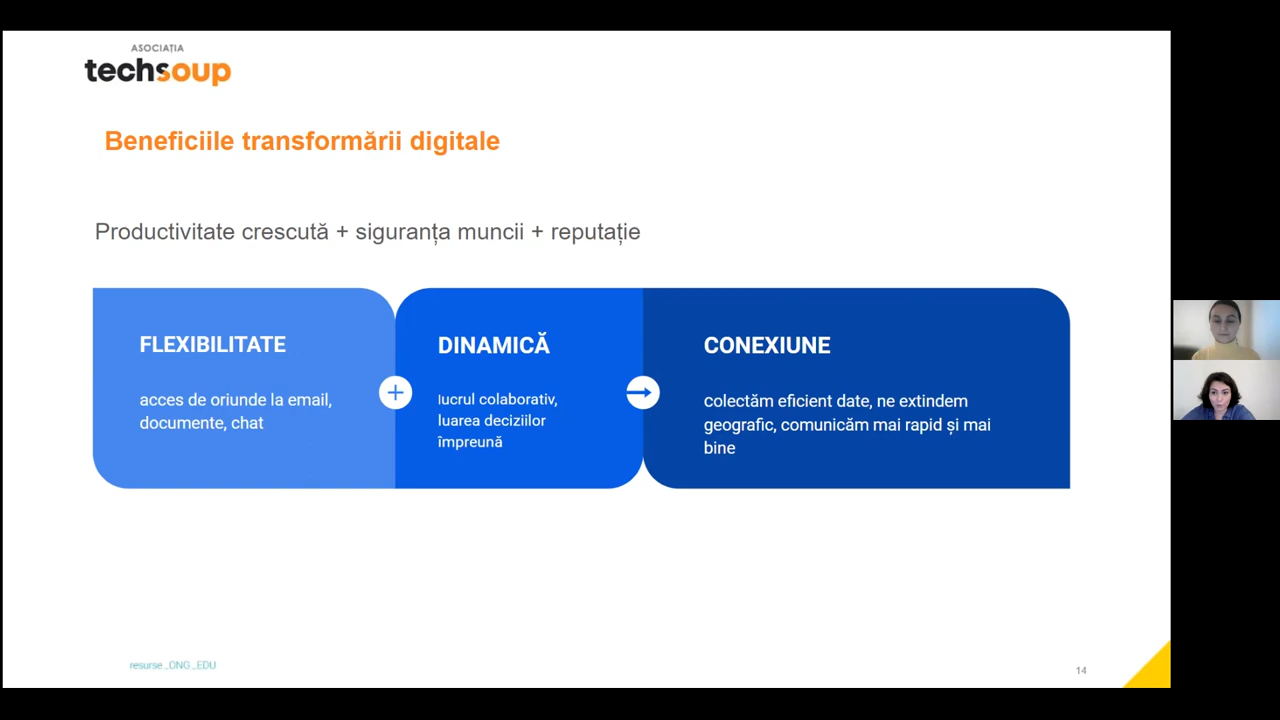 ASOCIAȚIA
techsoup
Beneficiile transformării digitale
Productivitate crescută + siguranța muncii + reputație
FLEXIBILITATE
acces de oriunde la email,
documente, chat
DINAMICĂ
lucrul colaborativ,
luarea deciziilor
împreună
CONEXIUNE
colectăm eficient date, ne extindem
geografic, comunicăm mai rapid și mai
bine
resurse_ONG_EDU
14